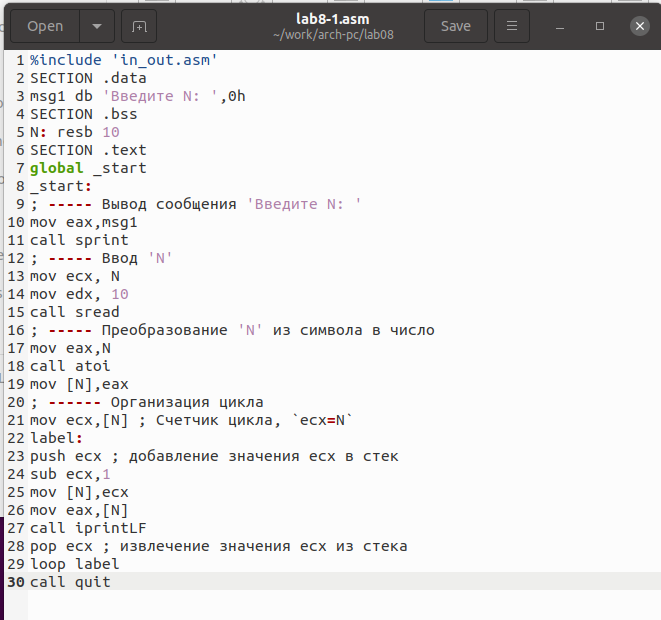 Open
lab8-1.asm
~/work/arch-pc/lab08
Save
1 %include 'in_out.asm'
2 SECTION .data
3 msg1 db 'Введите N: ',0h
4 SECTION .bss
5 N: resb 10
6 SECTION .text
7 global _start
8 _start:
9 ; ----- Вывод сообщения 'Введите N: '
10 mov eax,msg1
11 call sprint
12 ; ----- Ввод 'N'
13 mov ecx, N
14 mov edx, 10
15 call sread
16 ; ----- Преобразование 'N' из символа в число
17 mov eax,N
18 call atoi
19 mov [N],eax
20 ; ------ Организация цикла
21 mov ecx,[N] ; Счетчик цикла, `ecx=N`
22 label:
23 push ecx ; добавление значения ecx в стек
24 sub ecx,1
25 mov [N],ecx
26 mov eax,[N]
27 call iprintLF
28 pop ecx ; извлечение значения ecx из стека
29 loop label
30 call quit